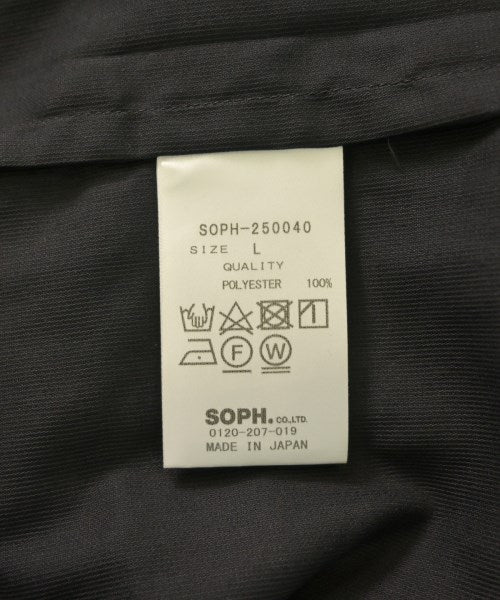 SOPH-250040
SIZE L
QUALITY
POLYESTER 100%
F W
SOPH. CO.,LTD.
0120-207-019
MADE IN JAPAN